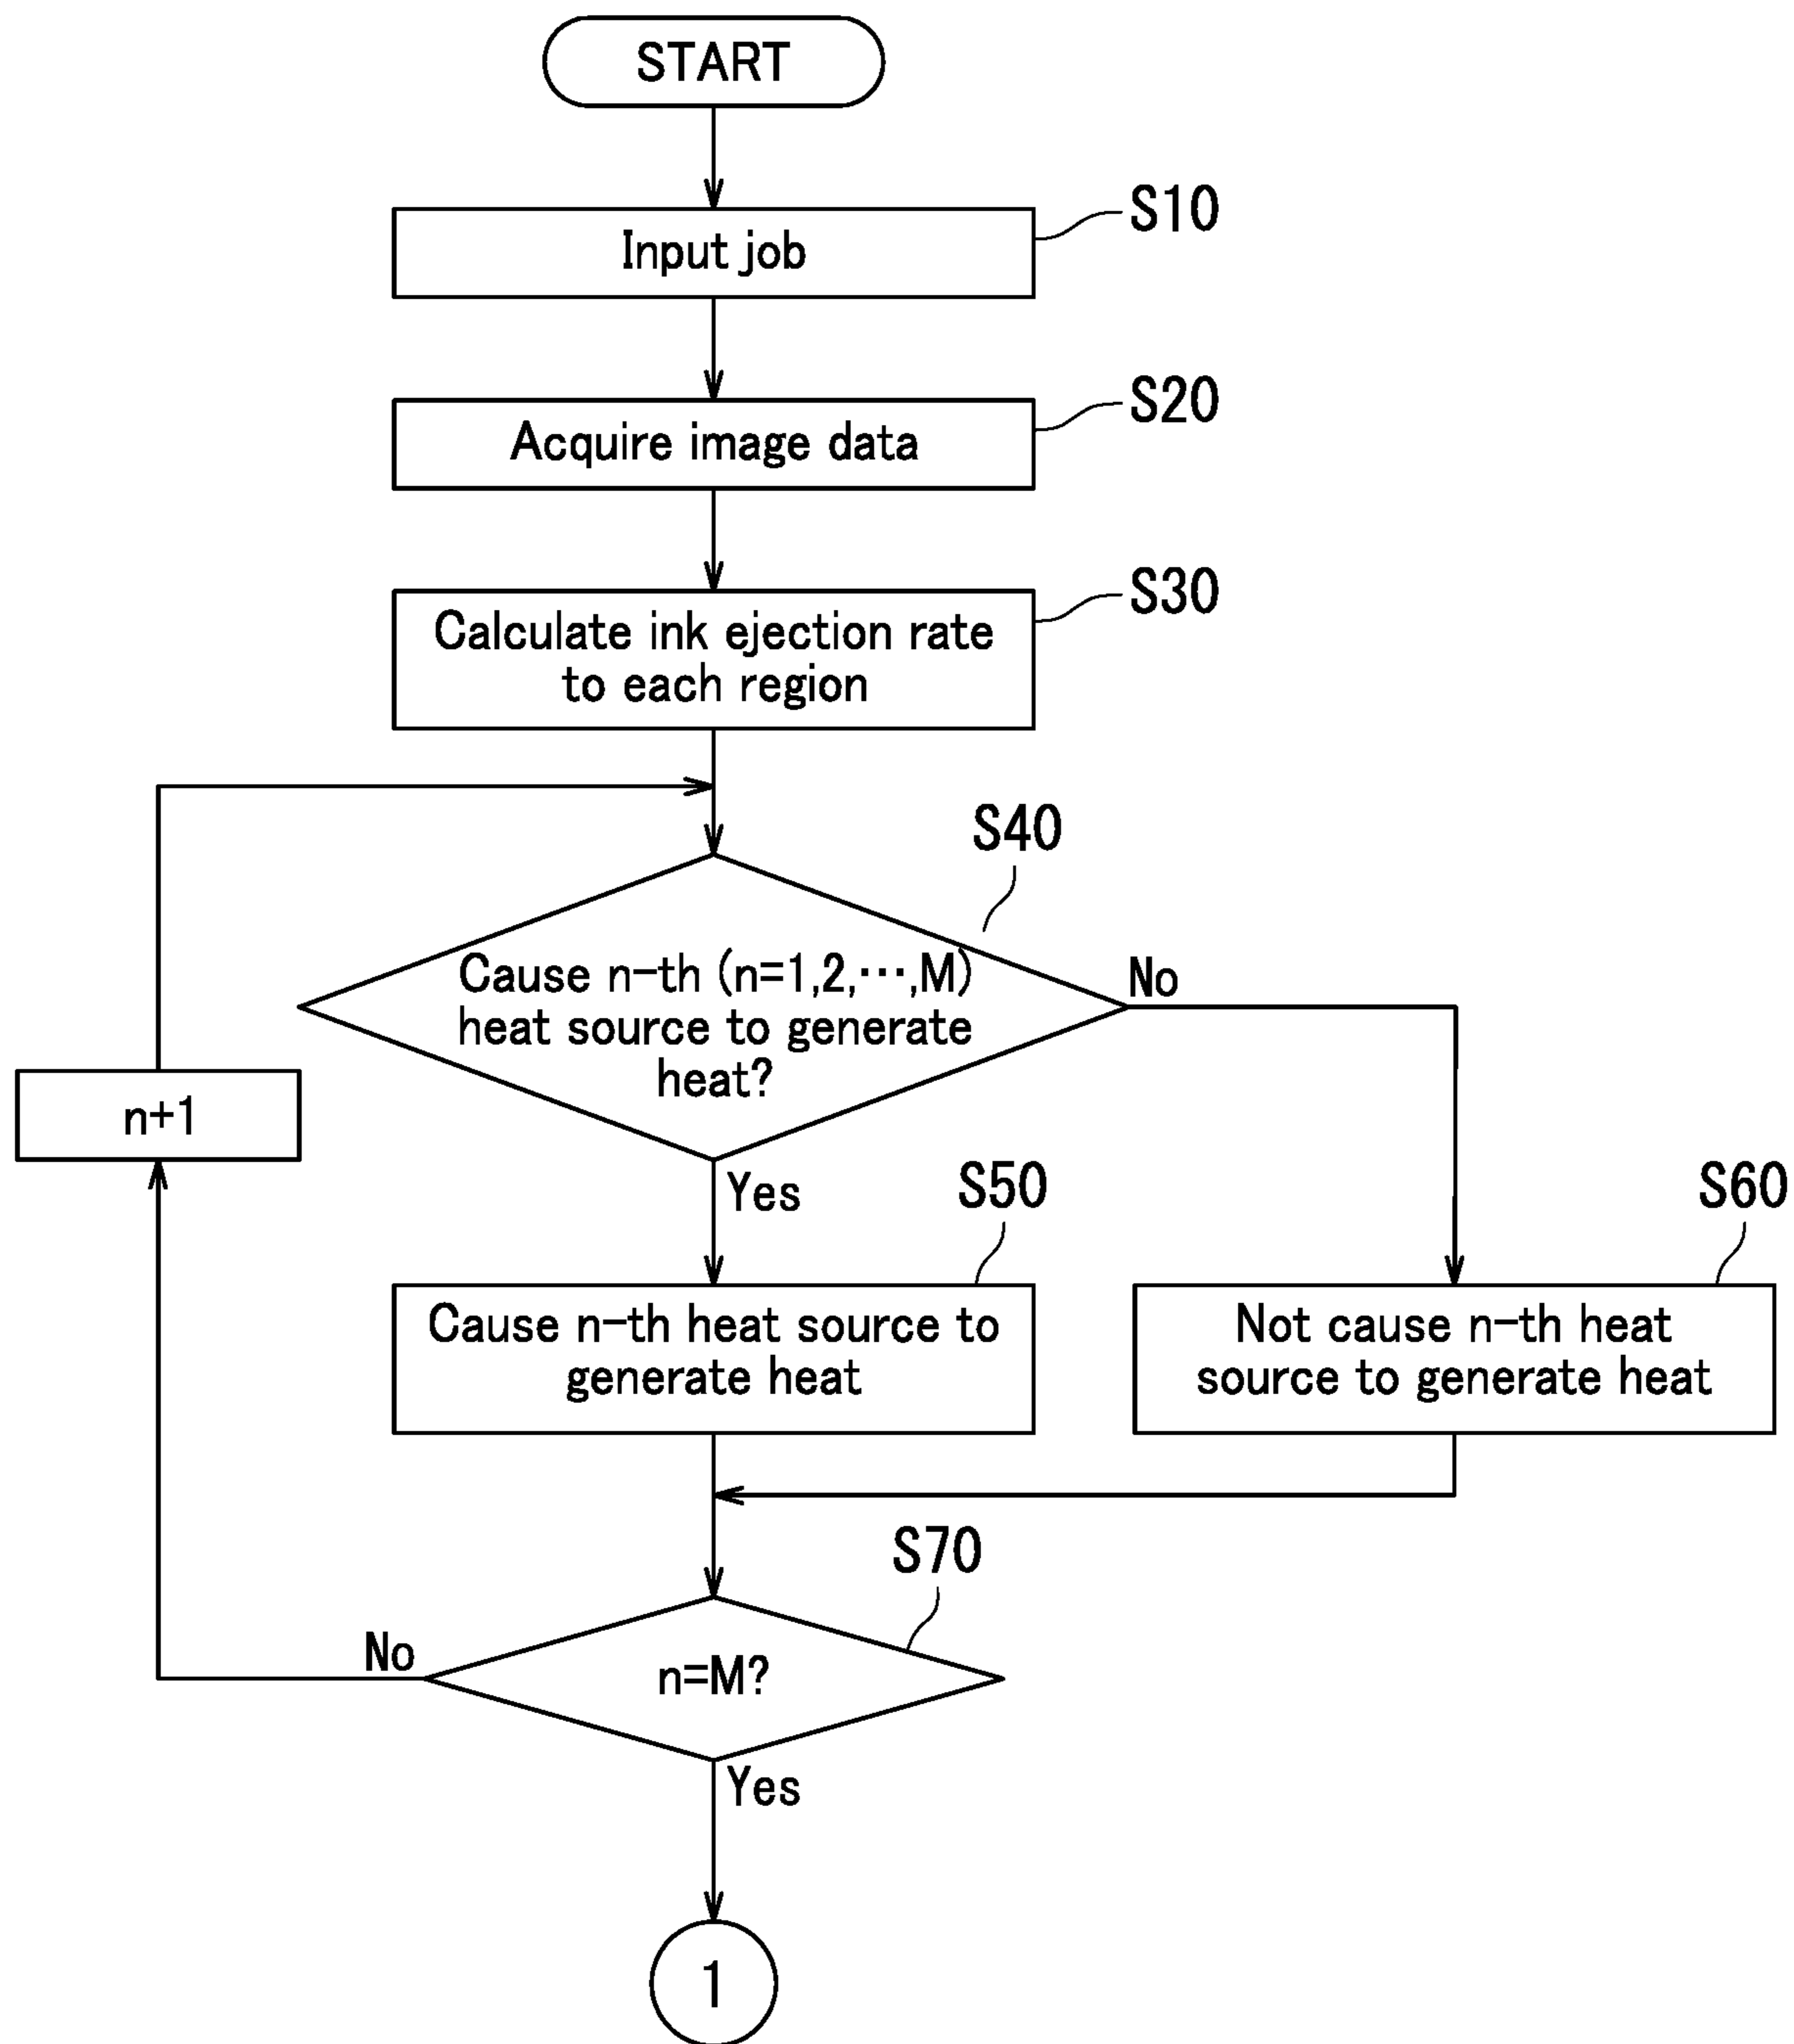 START
S10
Input job
S20
Acquire image data
S30
Calculate ink ejection rate
to each region
S40
Cause n-th (n=1,2,⋯,M)
heat source to generate
heat?
No
n+1
Yes
S50
S60
Cause n-th heat source to
generate heat
Not cause n-th heat
source to generate heat
S70
No
n=M?
Yes
1